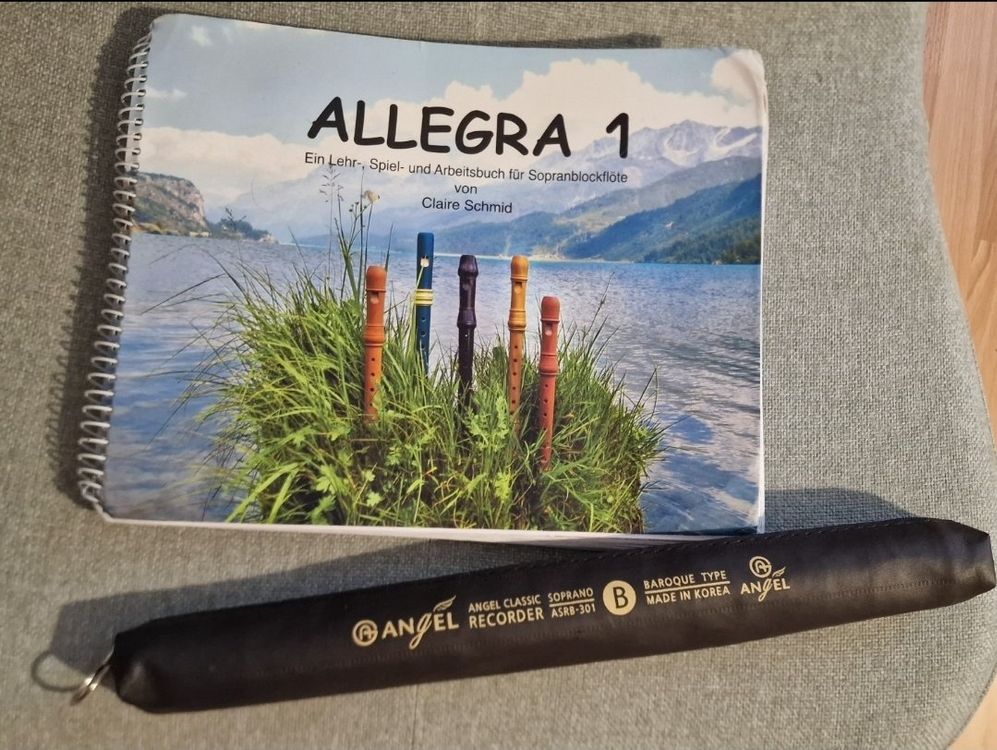 ALLEGRA 1
Ein Lehr-, Spiel- und Arbeitsbuch für Sopranblockflöte
von
Claire Schmid
A ANGEL
ANGEL CLASSIC SOPRANO
RECORDER ASRB-301
B
BAROQUE TYPE
MADE IN KOREA
A
ANGEL